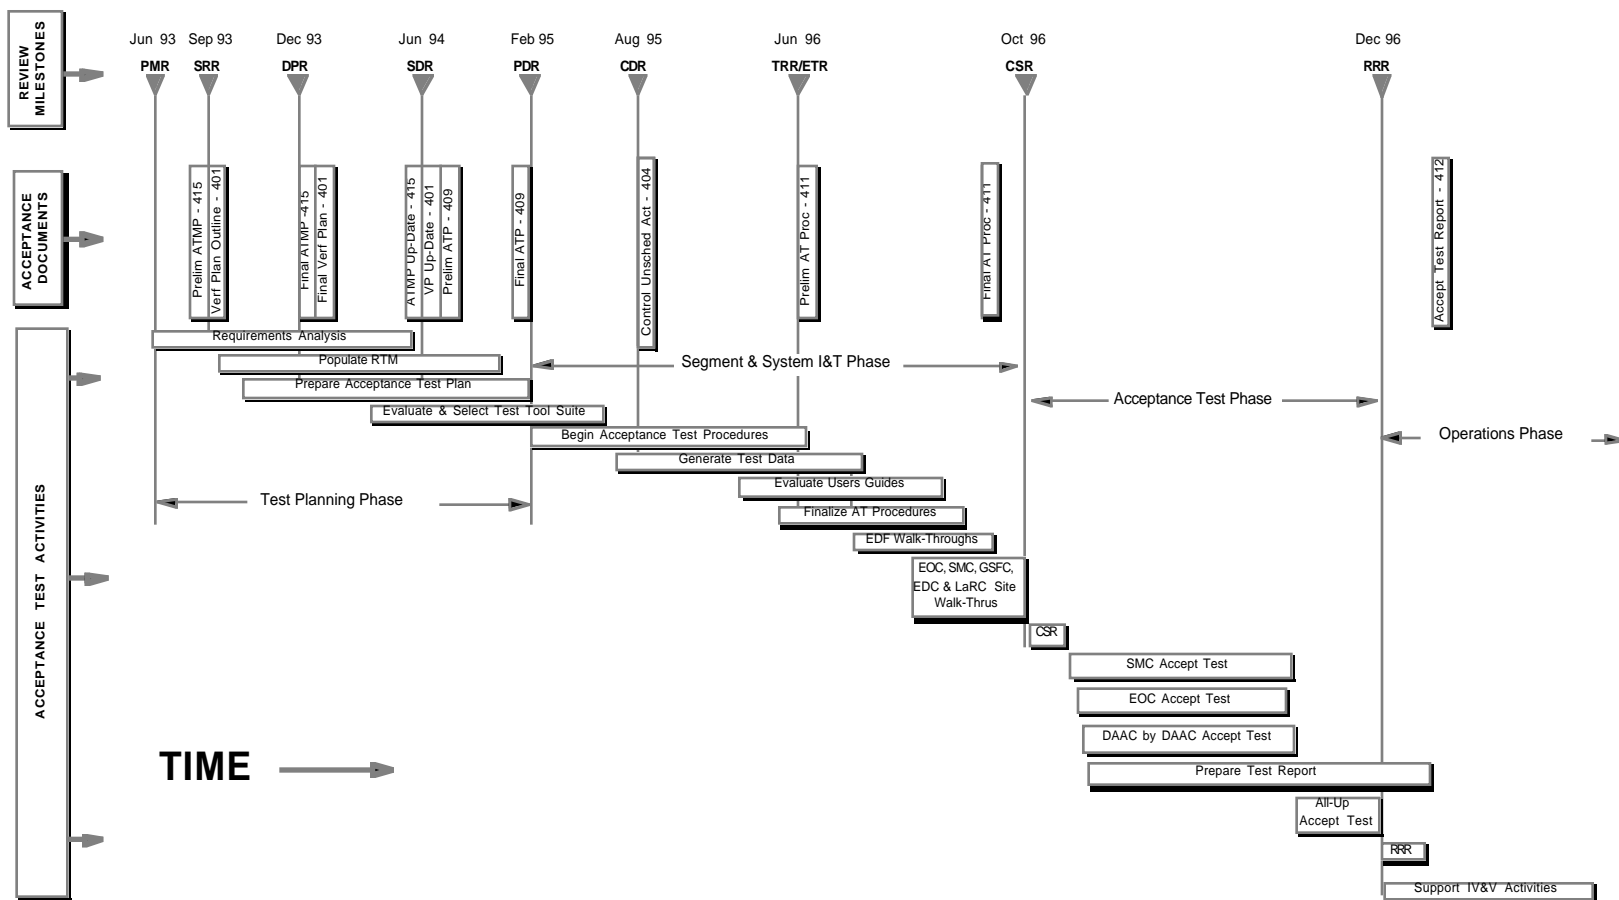 REVIEW
MILESTONES
Jun 93
Sep 93
Dec 93
Jun 94
Feb 95
Aug 95
Jun 96
Oct 96
Dec 96
PMR
SRR
DPR
SDR
PDR
CDR
TRR/ETR
CSR
RRR
ACCEPTANCE
DOCUMENTS
Prelim ATMP - 415
Verf Plan Outline - 401
Final ATMP -415
Final Verf Plan - 401
ATMP Up-Date - 415
VP Up-Date - 401
Prelim ATP - 409
Final ATP - 409
Control Unsched Act - 404
Prelim AT Proc - 411
Final AT Proc - 411
Accept Test Report - 412
ACCEPTANCE TEST ACTIVITIES
Requirements Analysis
Populate RTM
Segment & System I&T Phase
Prepare Acceptance Test Plan
Acceptance Test Phase
Evaluate & Select Test Tool Suite
Begin Acceptance Test Procedures
Operations Phase
Generate Test Data
Evaluate Users Guides
Test Planning Phase
Finalize AT Procedures
EDF Walk-Throughs
EOC, SMC, GSFC,
EDC & LaRC Site
Walk-Thrus
CSR
SMC Accept Test
EOC Accept Test
DAAC by DAAC Accept Test
TIME
Prepare Test Report
All-Up
Accept Test
RRR
Support IV&V Activities